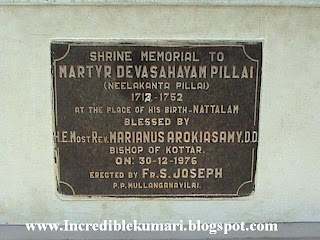 SHRINE MEMORIAL TO
MARTYR DEVASAHAYAM PILLAI
(NEELAKANTA PILLAI)
1712-1752
AT THE PLACE OF HIS BIRTH-NATTALAM
BLESSED BY
H.E.MOST REV. MARIANUS AROKIASAMY, D.D.
BISHOP OF KOTTAR.
ON: 30-12-1976
ERECTED BY FR. S. JOSEPH
P.P. MULLANGANAVILAI.
www.Incrediblekumari.blogspot.com